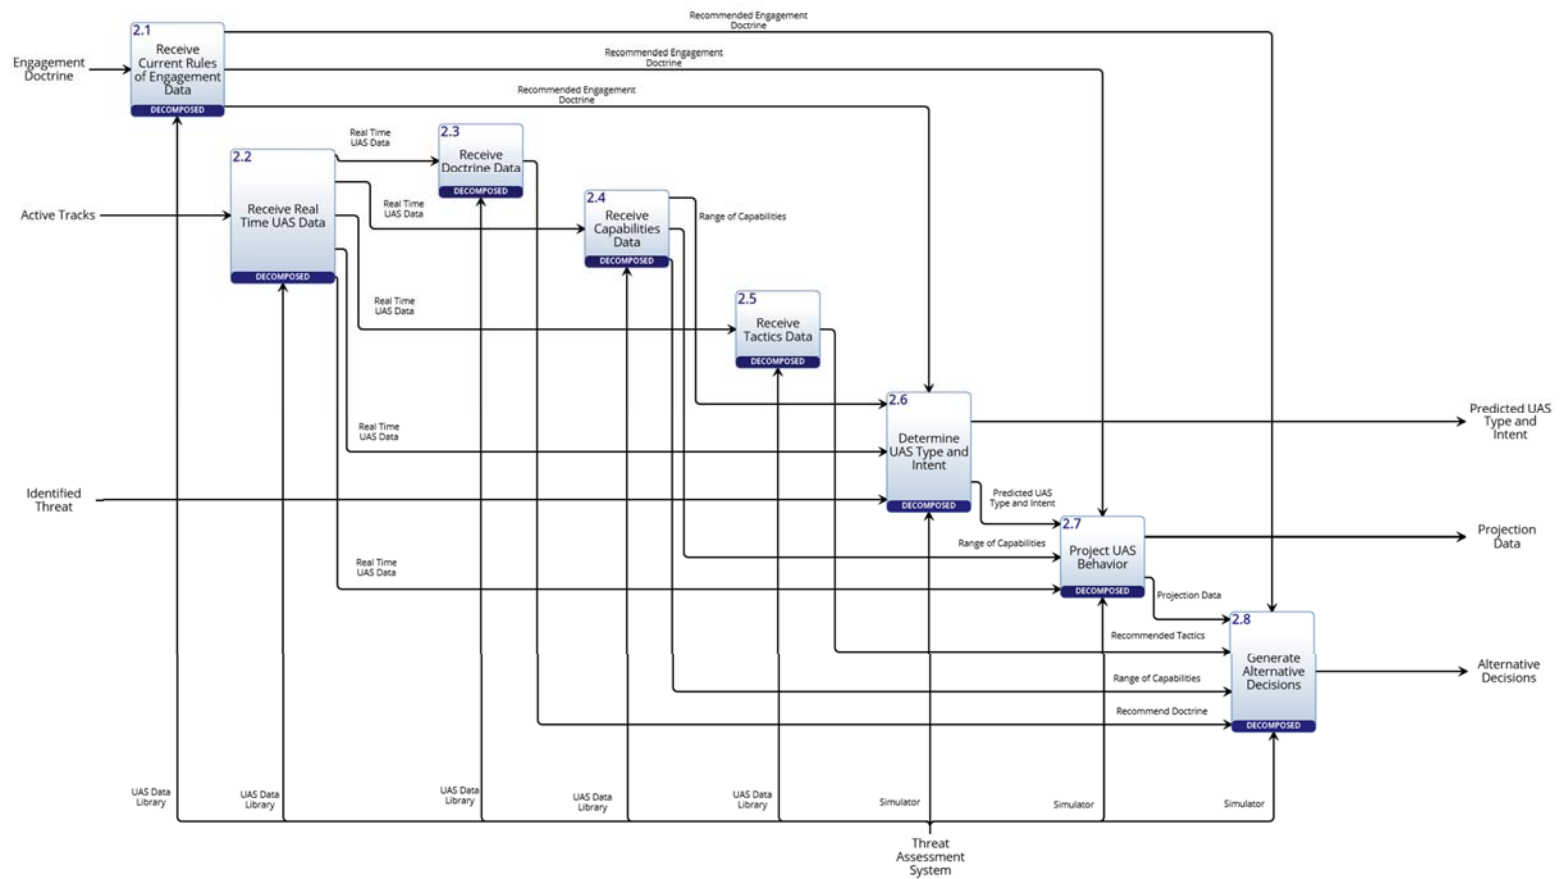 Recommended Engagement
Doctrine
2.1
Receive
Current Rules
of Engagement
Data
DECOMPOSED
Engagement
Doctrine
Recommended Engagement
Doctrine
Recommended Engagement
Doctrine
Real Time
UAS Data
2.3
Receive
Doctrine Data
DECOMPOSED
2.2
Receive Real
Time UAS Data
DECOMPOSED
Active Tracks
Real Time
UAS Data
2.4
Receive
Capabilities
Data
DECOMPOSED
Range of Capabilities
Real Time
UAS Data
2.5
Receive
Tactics Data
DECOMPOSED
2.6
Determine
UAS Type and
Intent
DECOMPOSED
Predicted UAS
Type and
Intent
Real Time
UAS Data
Identified
Threat
Predicted UAS
Type and Intent
2.7
Project UAS
Behavior
DECOMPOSED
Projection
Data
Range of Capabilities
Real Time
UAS Data
Projection Data
2.8
Generate
Alternative
Decisions
DECOMPOSED
Recommended Tactics
Alternative
Decisions
Range of Capabilities
Recommend Doctrine
UAS Data
Library
UAS Data
Library
UAS Data
Library
UAS Data
Library
UAS Data
Library
Simulator
Simulator
Simulator
Threat
Assessment
System